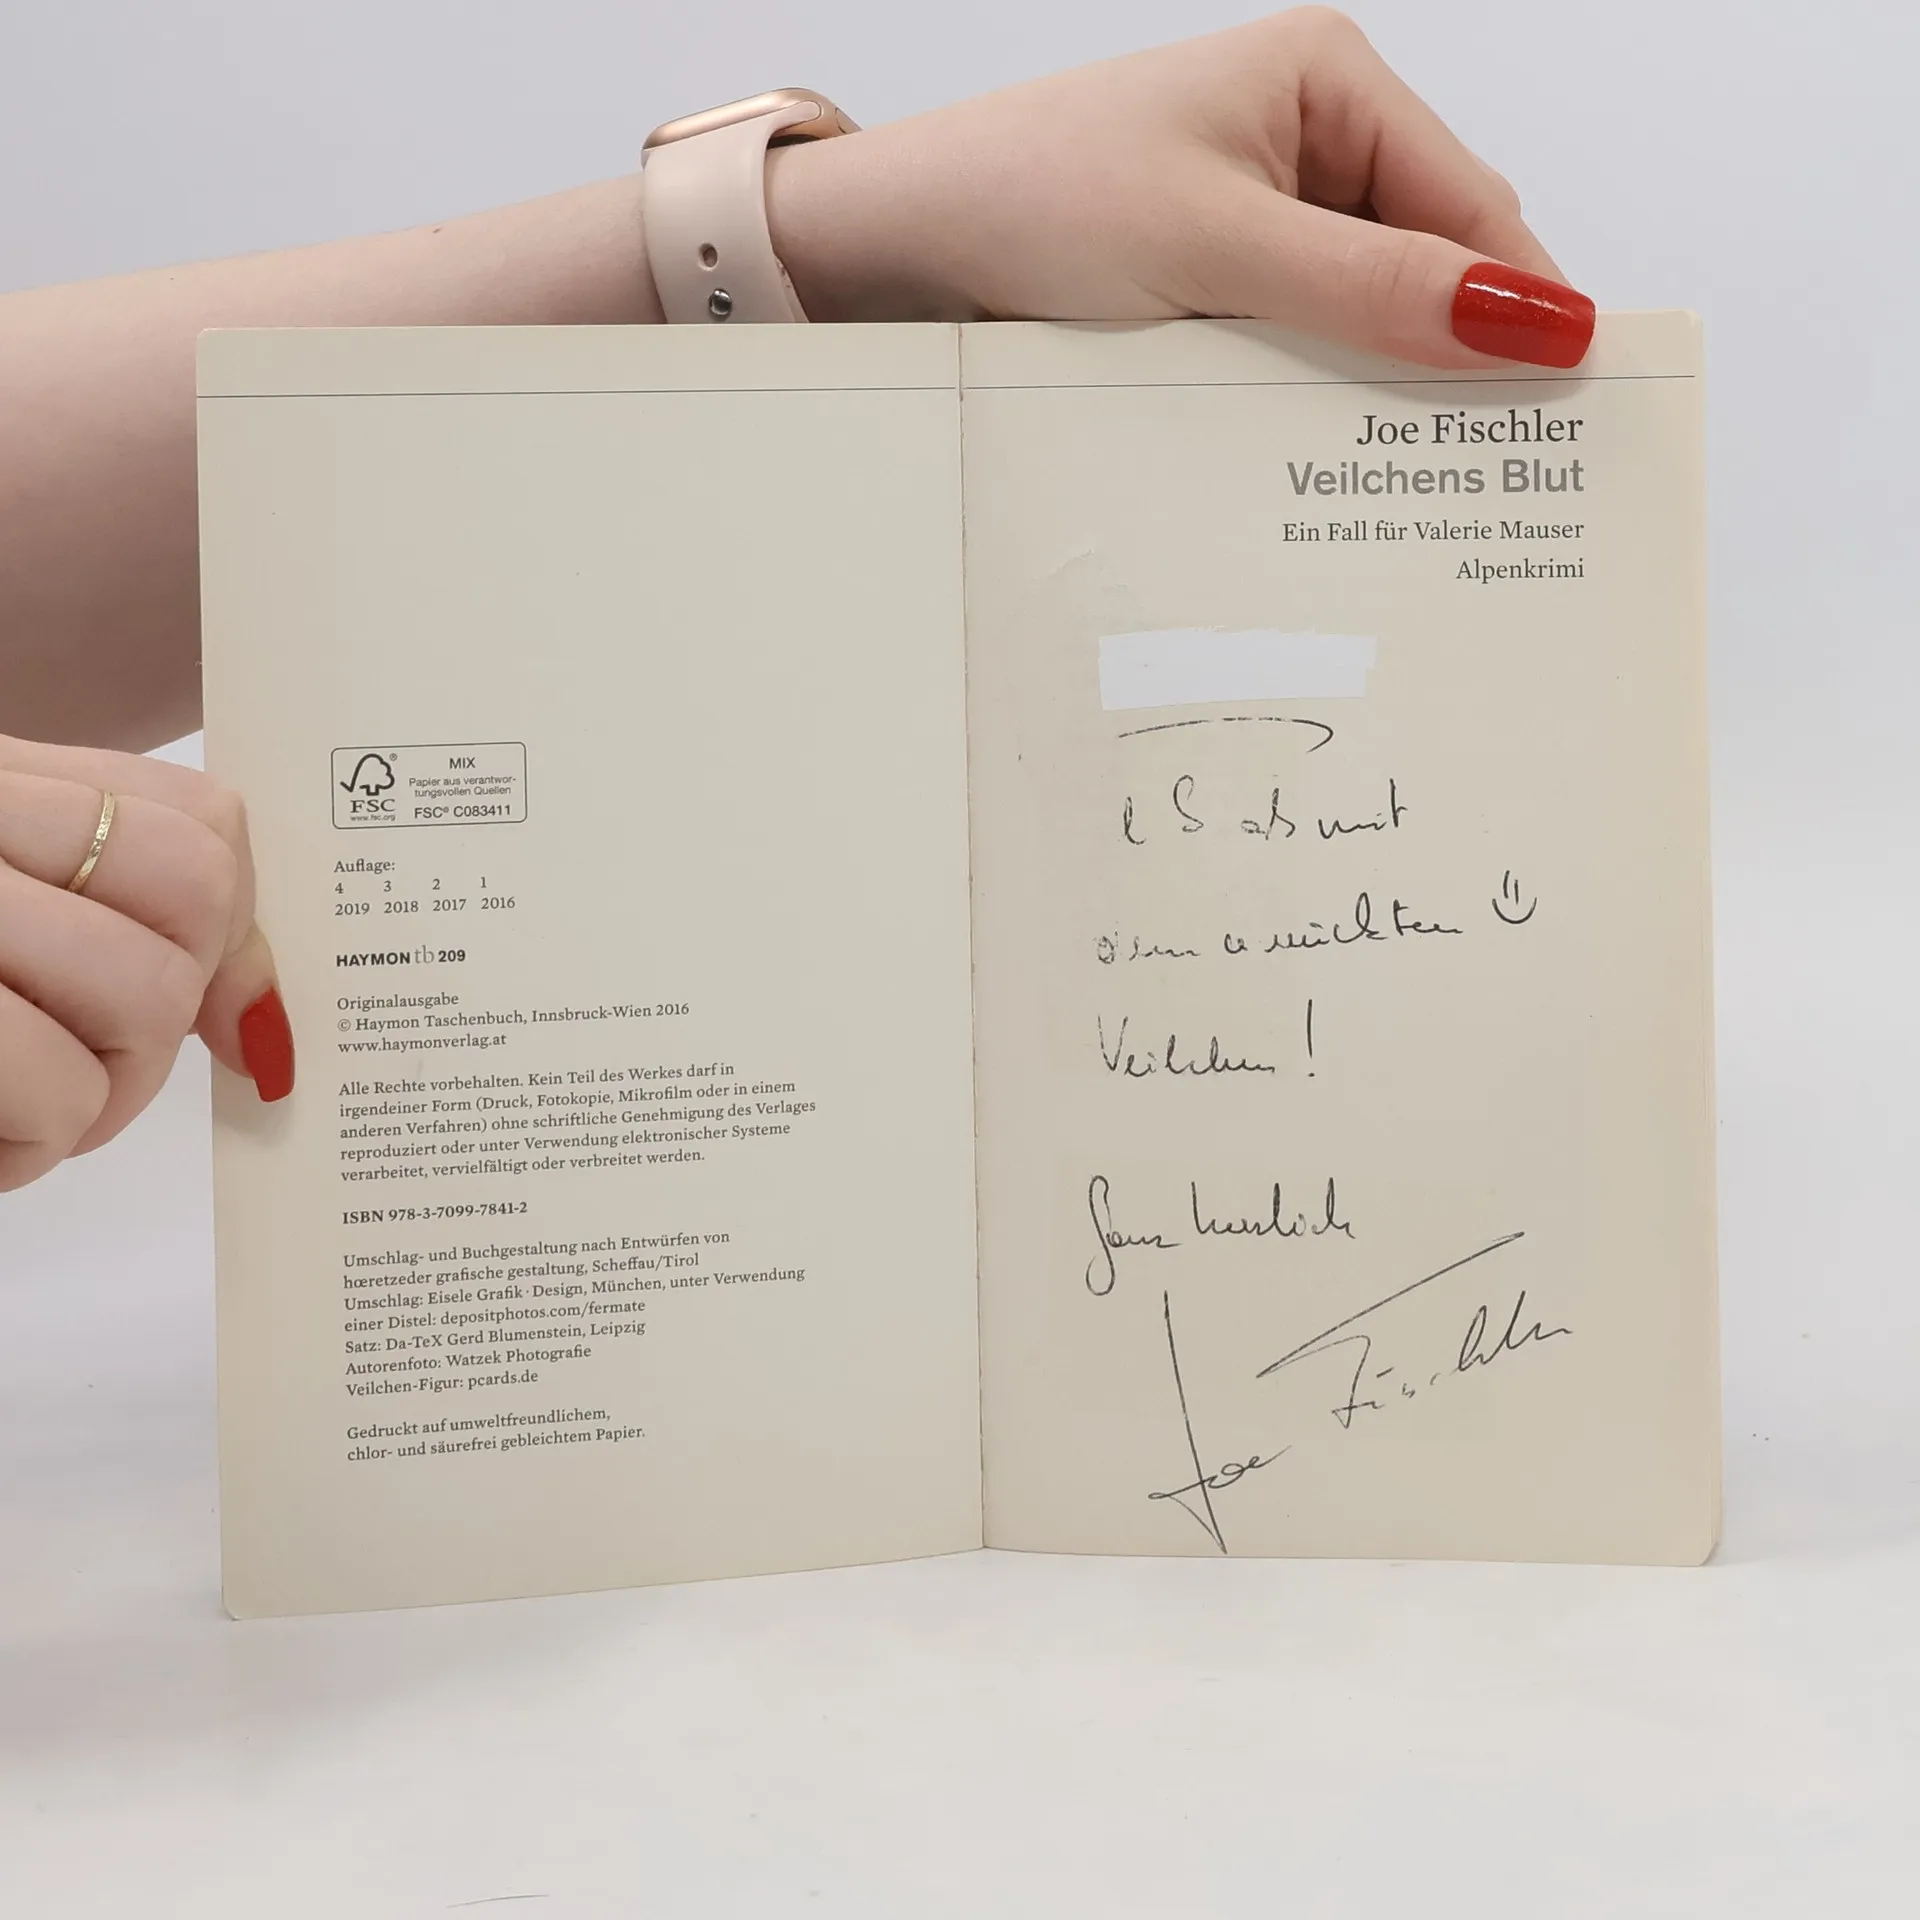 MIX
Papier aus verantwor-
tungsvollen Quellen
FSC
www.fsc.org
FSC® C083411
Auflage:
4 3 2 1
2019 2018 2017 2016
HAYMON tb 209
Originalausgabe
© Haymon Taschenbuch, Innsbruck-Wien 2016
www.haymonverlag.at
Alle Rechte vorbehalten. Kein Teil des Werkes darf in
irgendeiner Form (Druck, Fotokopie, Mikrofilm oder in einem
anderen Verfahren) ohne schriftliche Genehmigung des Verlages
reproduziert oder unter Verwendung elektronischer Systeme
verarbeitet, vervielfältigt oder verbreitet werden.
ISBN 978-3-7099-7841-2
Umschlag- und Buchgestaltung nach Entwürfen von
hœretzeder grafische gestaltung, Scheffau/Tirol
Umschlag: Eisele Grafik · Design, München, unter Verwendung
einer Distel: depositphotos.com/fermate
Satz: Da-TeX Gerd Blumenstein, Leipzig
Autorenfoto: Watzek Photografie
Veilchen-Figur: pcards.de
Gedruckt auf umweltfreundlichem,
chlor- und säurefrei gebleichtem Papier.
Joe Fischler
Veilchens Blut
Ein Fall für Valerie Mauser
Alpenkrimi
mit
Veilchen!
Ganz herzlich
Joe Fischler